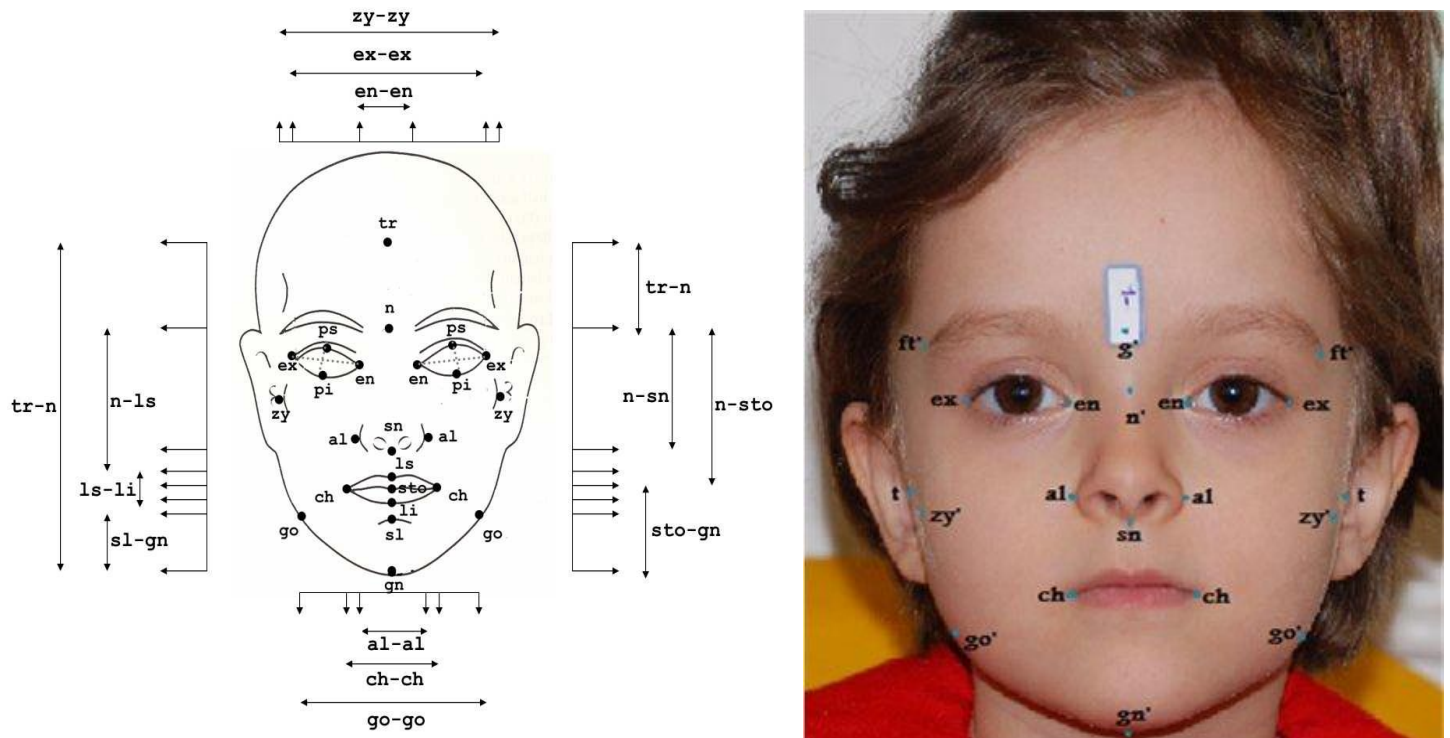 zy-zy
ex-ex
en-en
tr
n
ps
ps
ex
en
en
ex
pi
pi
zy
zy
sn
al
al
ls
ch
sto
ch
li
go
sl
go
gn
al-al
ch-ch
go-go
tr-n
n-ls
ls-li
sl-gn
tr-n
n-sn
n-sto
sto-gn
ft'
g'
ft'
ex
en
n'
en
ex
t
al
al
t
zy'
sn
zy'
ch
ch
go'
go'
gn'